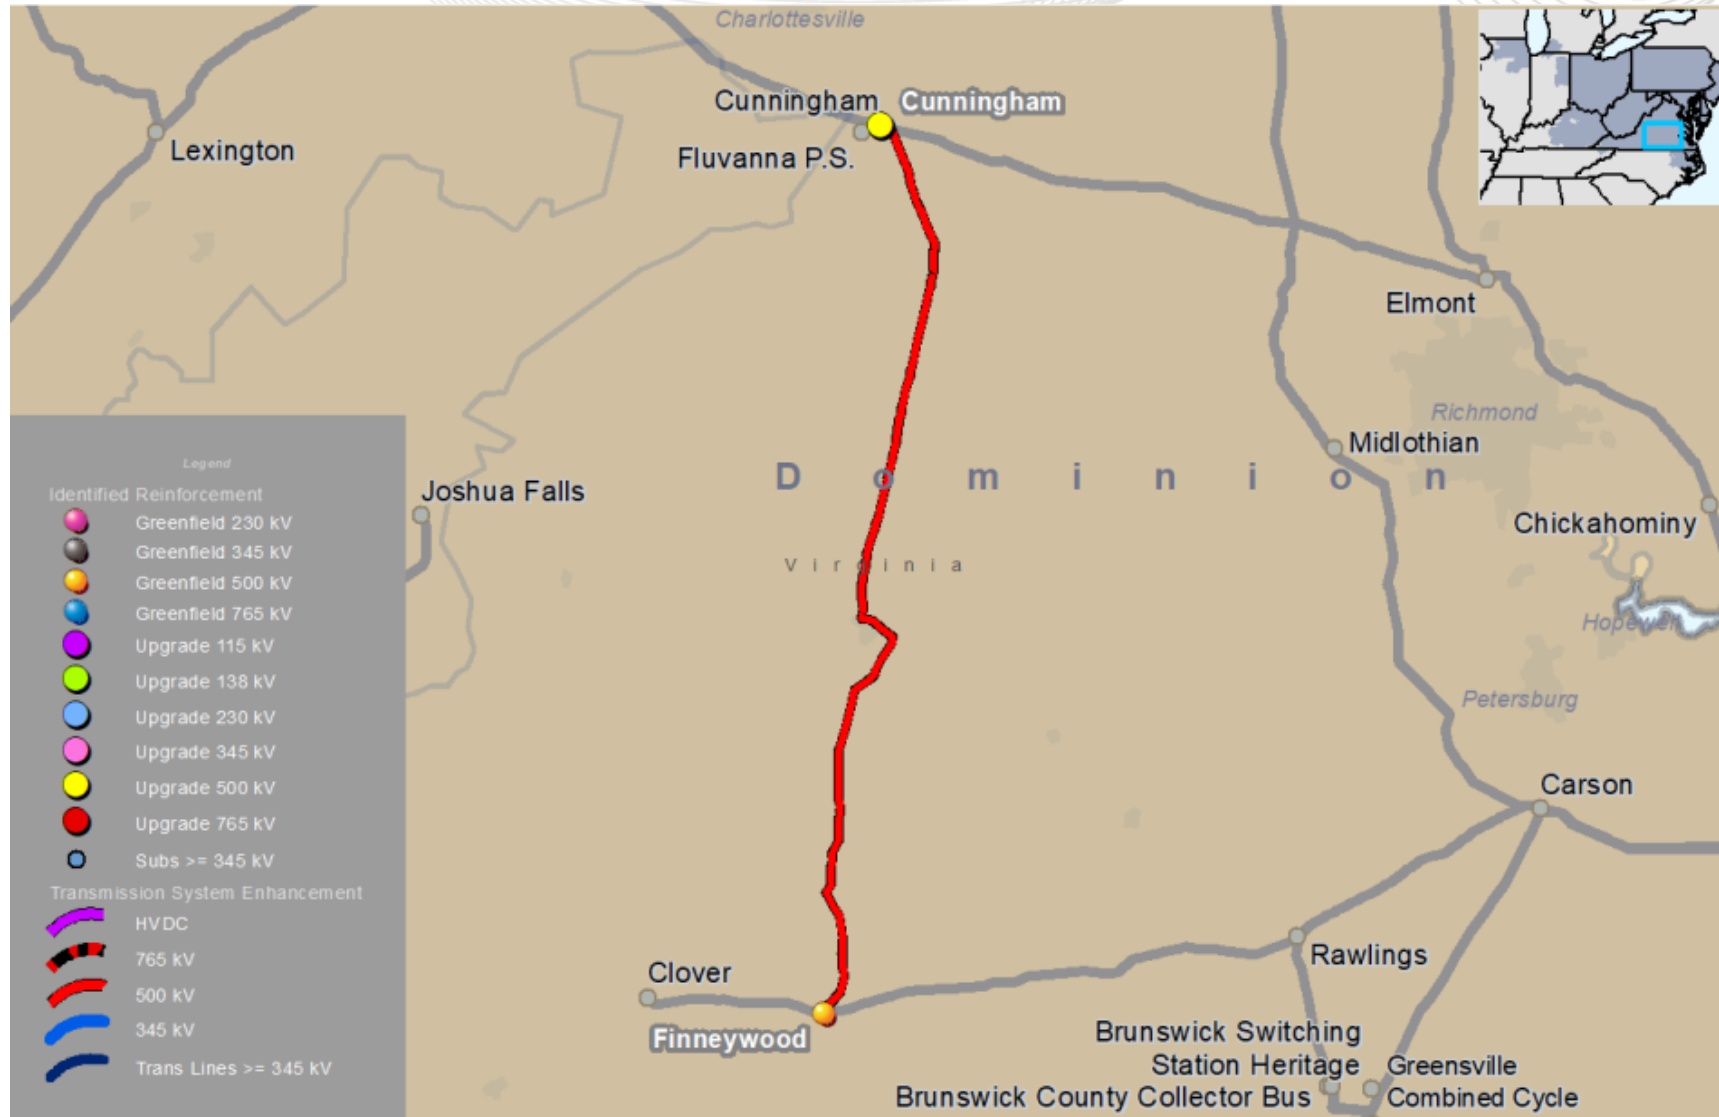 Charlottesville
Cunningham
Cunningham
Lexington
Fluvanna P.S.
Elmont
Richmond
Midlothian
Dominion
Joshua Falls
Chickahominy
Virginia
Hopewell
Petersburg
Carson
Rawlings
Clover
Finneywood
Brunswick Switching
Station Heritage
Brunswick County Collector Bus
Greensville
Combined Cycle
Legend
Identified Reinforcement
Greenfield 230 kV
Greenfield 345 kV
Greenfield 500 kV
Greenfield 765 kV
Upgrade 115 kV
Upgrade 138 kV
Upgrade 230 kV
Upgrade 345 kV
Upgrade 500 kV
Upgrade 765 kV
Subs >= 345 kV
Transmission System Enhancement
HVDC
765 kV
500 kV
345 kV
Trans Lines >= 345 kV